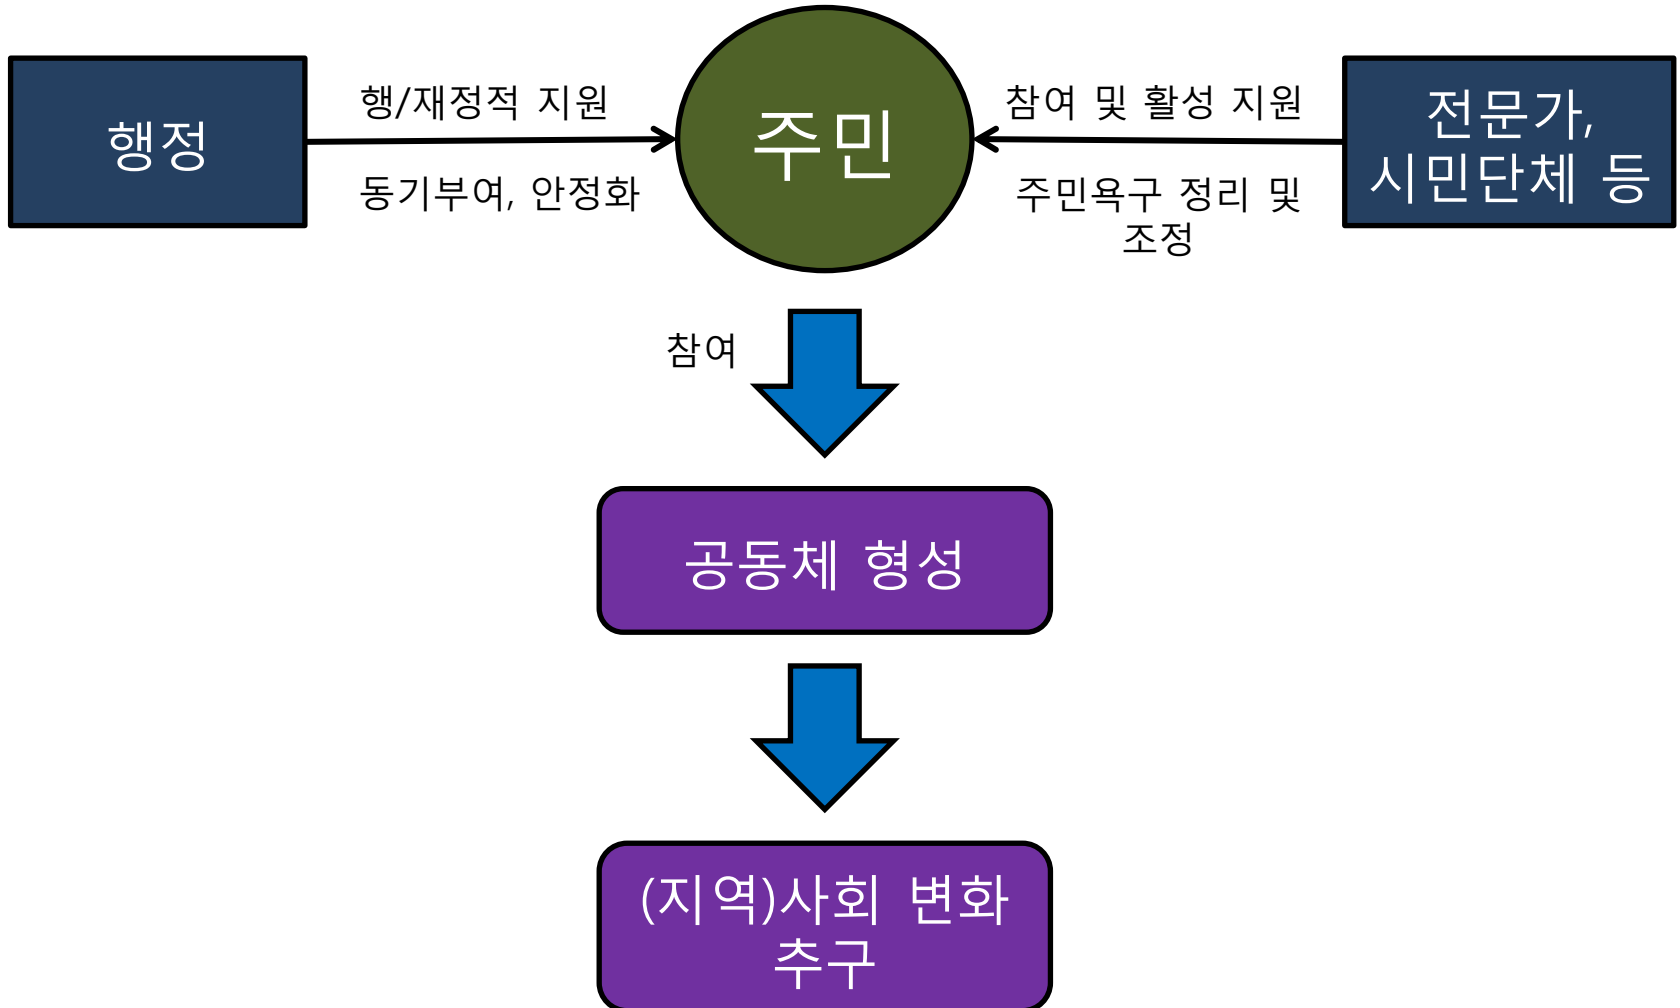 행정
행/재정적 지원
동기부여, 안정화
주민
참여 및 활성 지원
주민욕구 정리 및
조정
전문가,
시민단체 등
참여
공동체 형성
(지역)사회 변화
추구